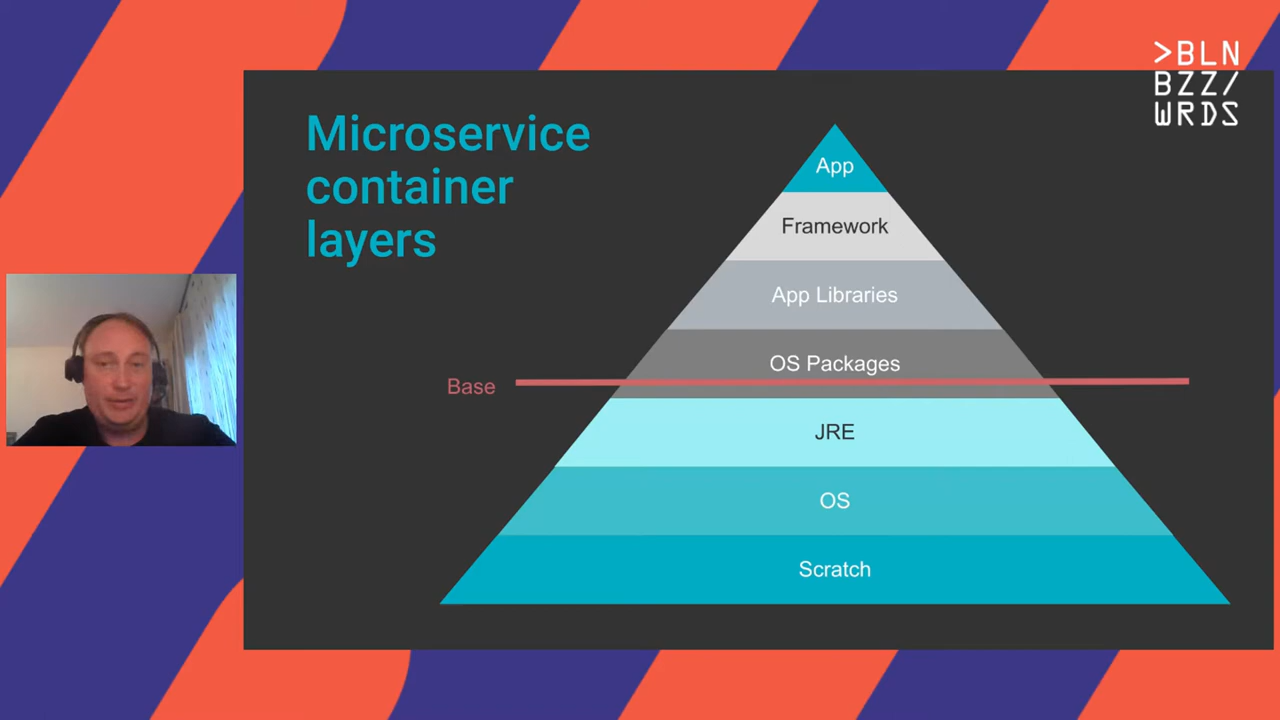 >BLN
BZZ/
WRDS
Microservice
container
layers
App
Framework
App Libraries
OS Packages
Base
JRE
OS
Scratch